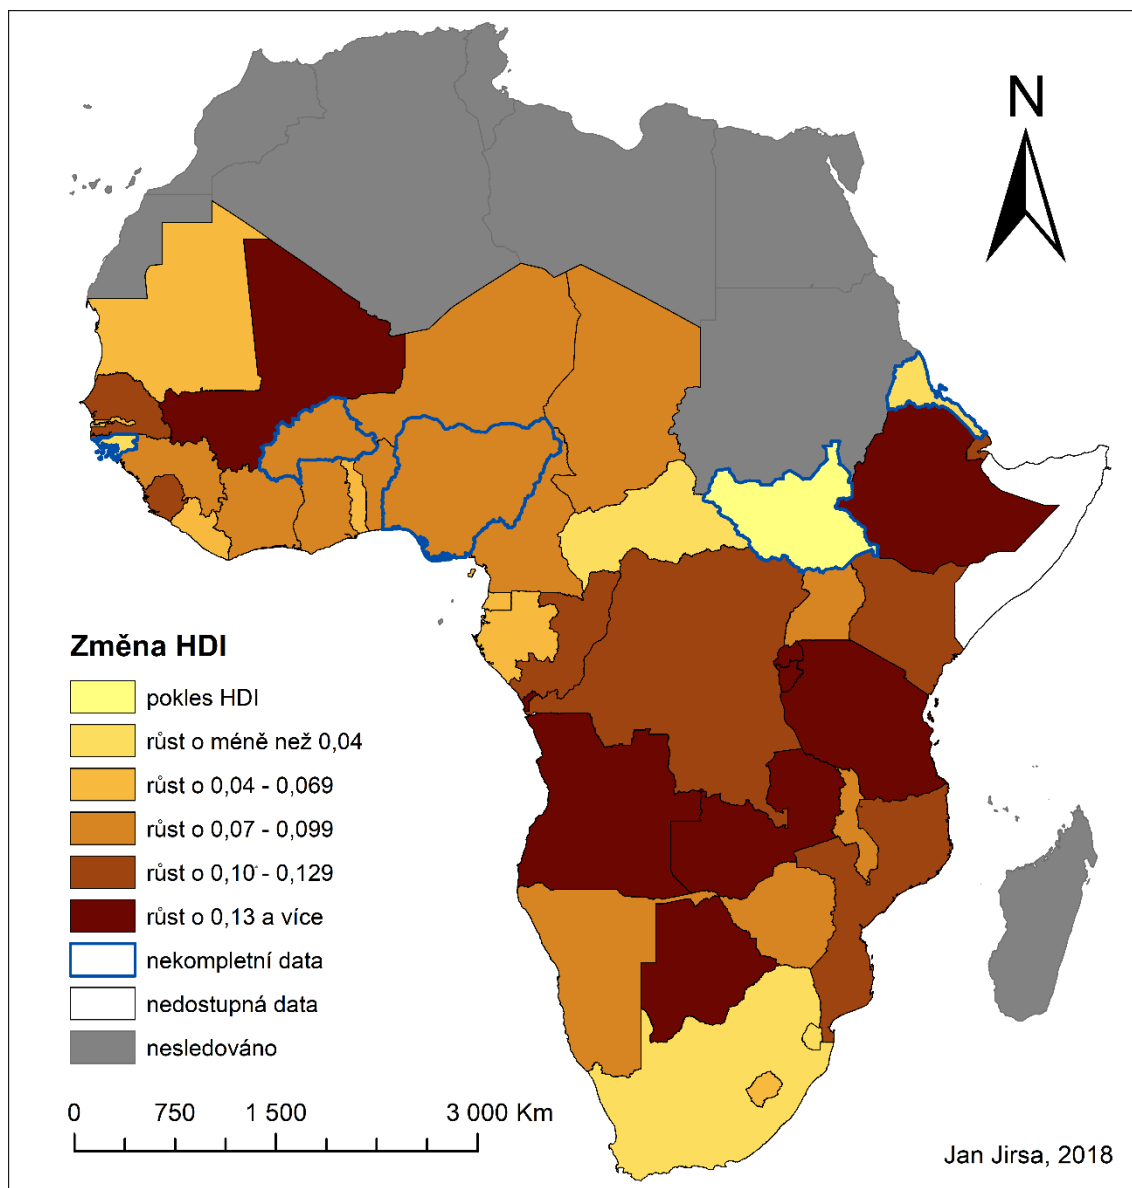 N
Změna HDI
pokles HDI
růst o méně než 0,04
růst o 0,04 - 0,069
růst o 0,07 - 0,099
růst o 0,10 - 0,129
růst o 0,13 a více
nekompletní data
nedostupná data
nesledováno
0 750 1 500 3 000 Km
Jan Jirsa, 2018